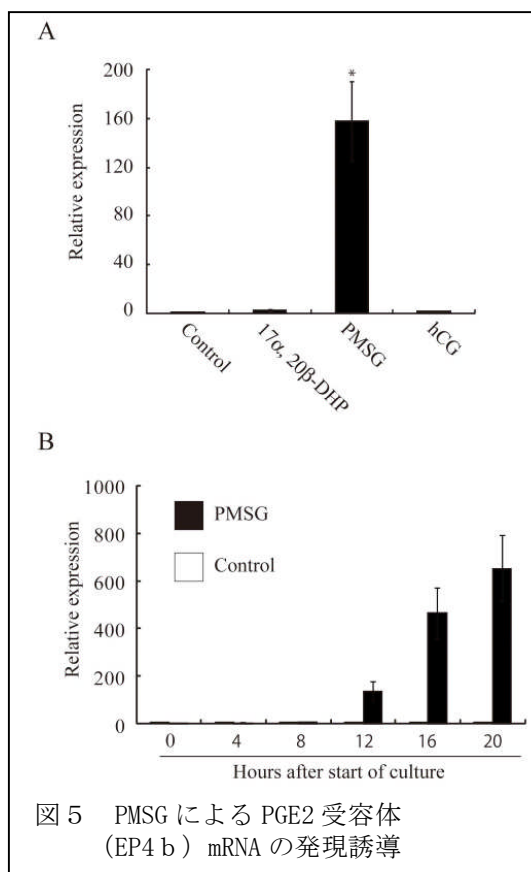 A
200
160
120
80
40
0
Relative expression
*
Control
17α, 20β-DHP
PMSG
hCG
B
1000
800
600
400
200
0
Relative expression
PMSG
Control
0 4 8 12 16 20
Hours after start of culture
図５ PMSG による PGE2 受容体
(EP4ｂ) mRNA の発現誘導